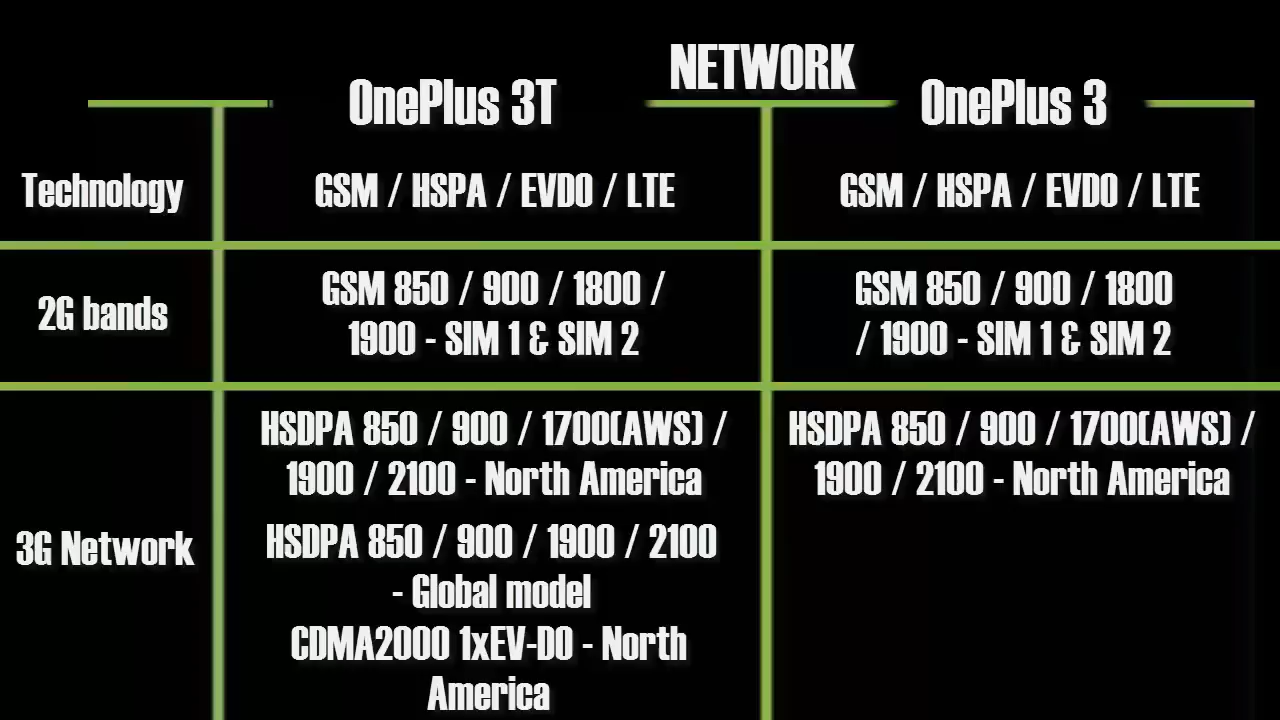 NETWORK
OnePlus 3T
OnePlus 3
Technology
GSM / HSPA / EVDO / LTE
GSM / HSPA / EVDO / LTE
2G bands
GSM 850 / 900 / 1800 /
1900 - SIM 1 & SIM 2
GSM 850 / 900 / 1800
/ 1900 - SIM 1 & SIM 2
3G Network
HSDPA 850 / 900 / 1700(AWS) /
1900 / 2100 - North America
HSDPA 850 / 900 / 1900 / 2100
- Global model
CDMA2000 1xEV-DO - North
America
HSDPA 850 / 900 / 1700(AWS) /
1900 / 2100 - North America